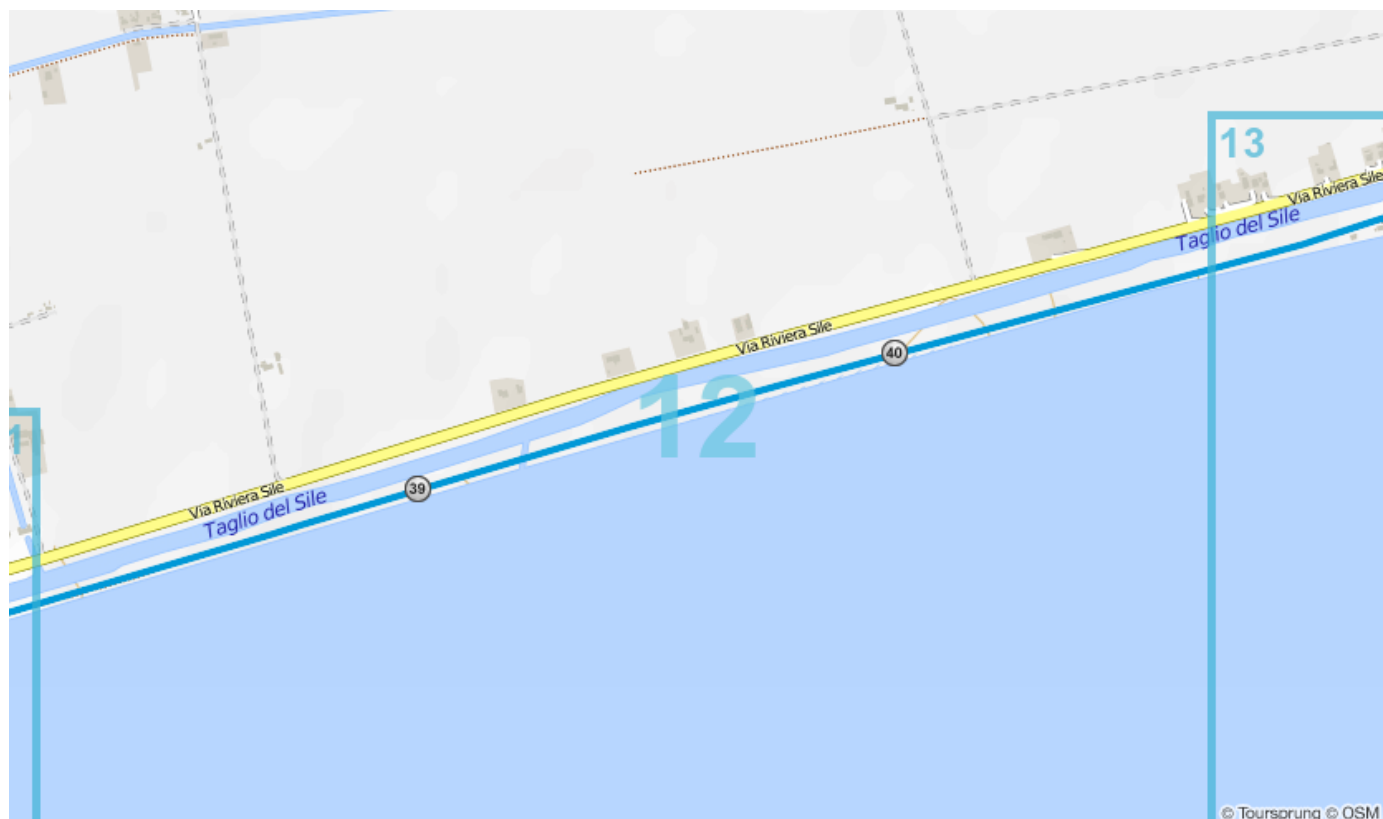 13
Via Riviera Sile
Taglio del Sile
Via Riviera Sile
40
12
39
Via Riviera Sile
Taglio del Sile
© Toursprung © OSM